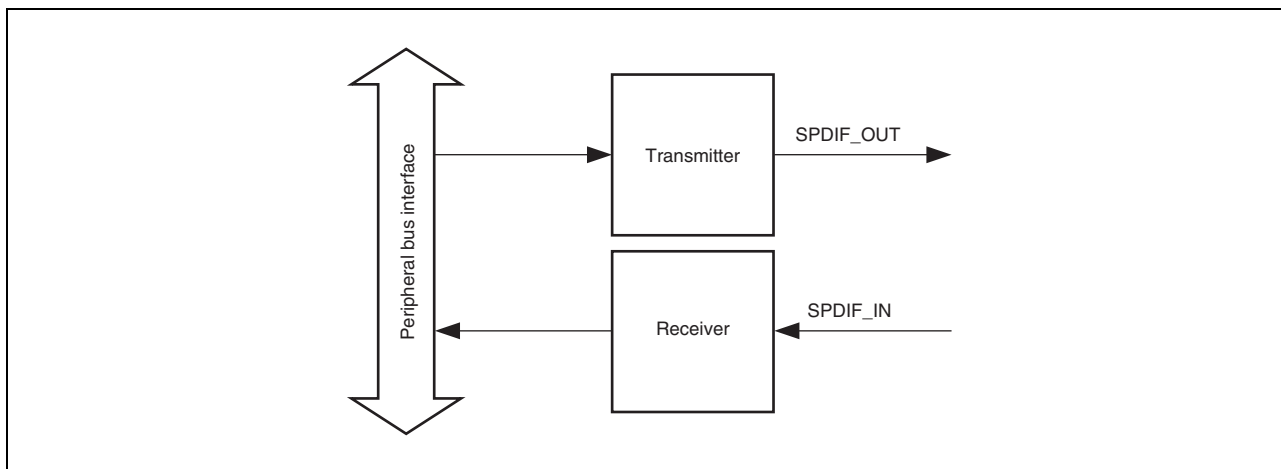 Peripheral bus interface
Transmitter
SPDIF_OUT
Receiver
SPDIF_IN